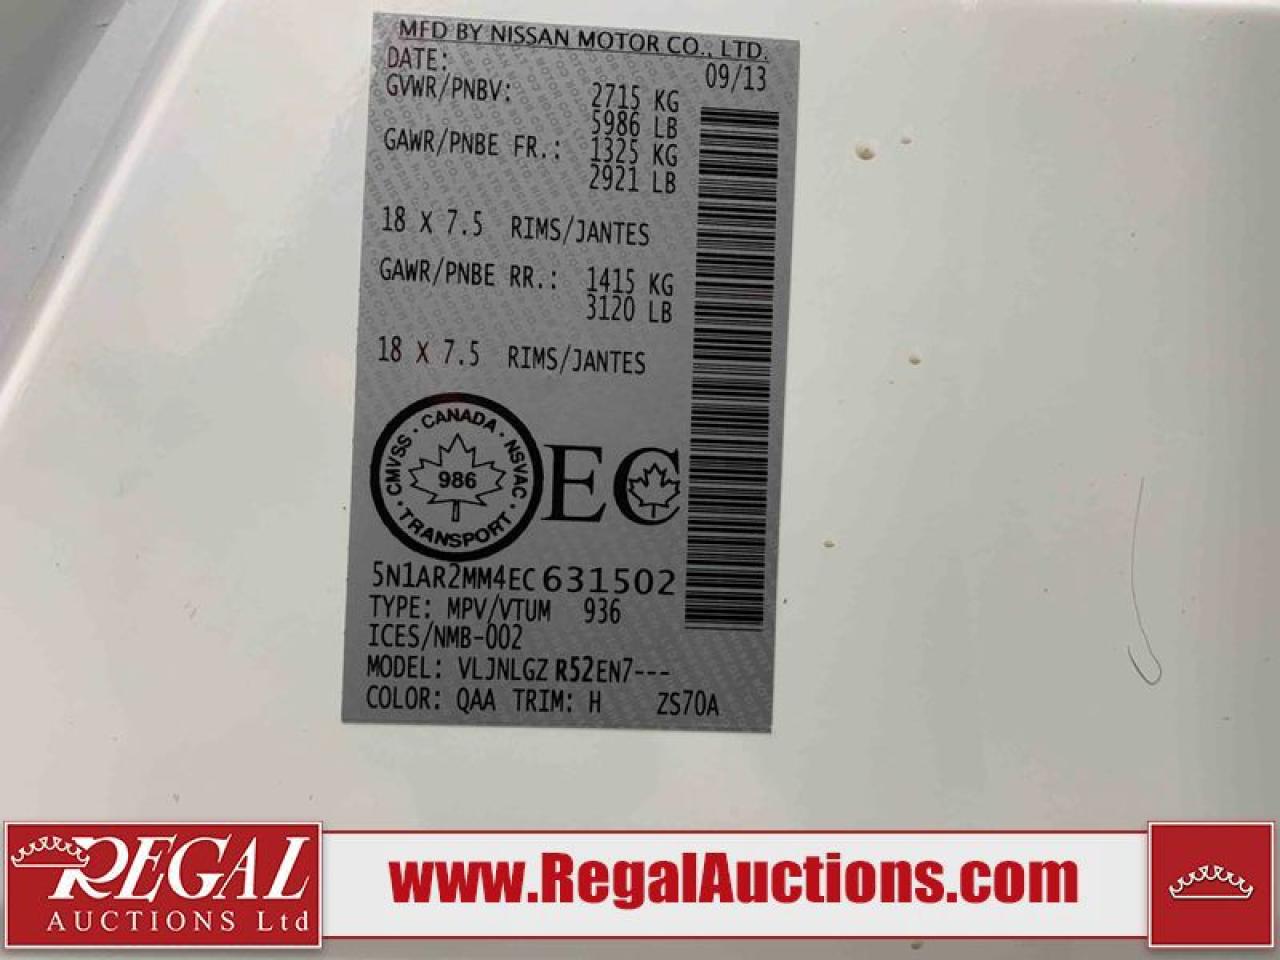 MFD BY NISSAN MOTOR CO., LTD.
DATE: 09/13
GVWR/PNBV: 2715 KG
5986 LB
GAWR/PNBE FR.: 1325 KG
2921 LB
18 X 7.5 RIMS/JANTES
GAWR/PNBE RR.: 1415 KG
3120 LB
18 X 7.5 RIMS/JANTES
CMVSS · CANADA · NSVAC · TRANSPORT ·
986
EC
5N1AR2MM4EC631502
TYPE: MPV/VTUM 936
ICES/NMB-002
MODEL: VLJNLGZ R52EN7---
COLOR: QAA TRIM: H ZS70A
REGAL
AUCTIONS Ltd
www.RegalAuctions.com